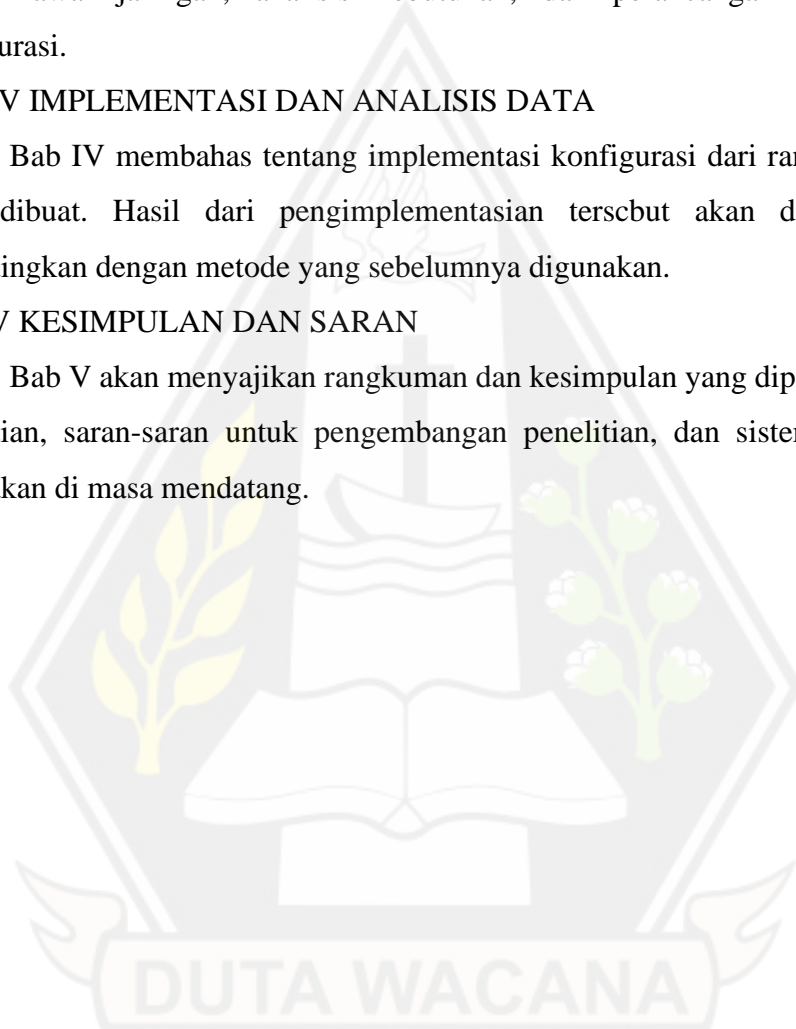 urasi.
V IMPLEMENTASI DAN ANALISIS DATA
Bab IV membahas tentang implementasi konfigurasi dari ran
dibuat. Hasil dari pengimplementasian terscbut akan d
ingkan dengan metode yang sebelumnya digunakan.
V KESIMPULAN DAN SARAN
Bab V akan menyajikan rangkuman dan kesimpulan yang dip
ian, saran-saran untuk pengembangan penelitian, dan
akan di masa mendatang.
DUTA WACANA